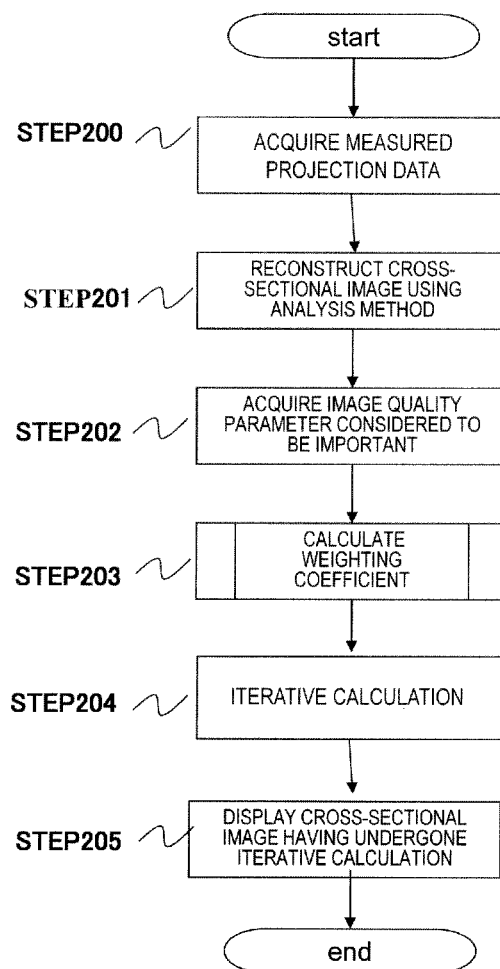 start
STEP200
ACQUIRE MEASURED
PROJECTION DATA
STEP201
RECONSTRUCT CROSS-
SECTIONAL IMAGE USING
ANALYSIS METHOD
STEP202
ACQUIRE IMAGE QUALITY
PARAMETER CONSIDERED TO
BE IMPORTANT
STEP203
CALCULATE
WEIGHTING
COEFFICIENT
STEP204
ITERATIVE CALCULATION
STEP205
DISPLAY CROSS-SECTIONAL
IMAGE HAVING UNDERGONE
ITERATIVE CALCULATION
end